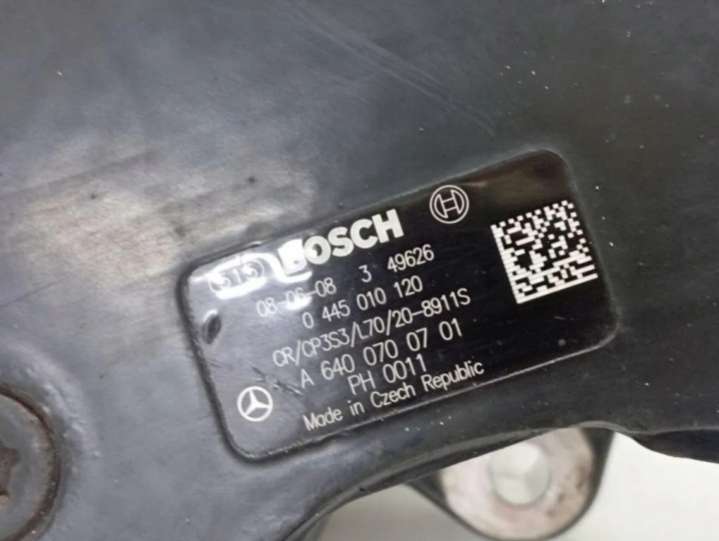 515 BOSCH
08-06-08 3 49626
0 445 010 120
CR/CP3S3/L70/20-8911S
A 640 070 07 01
PH 0011
Made in Czech Republic